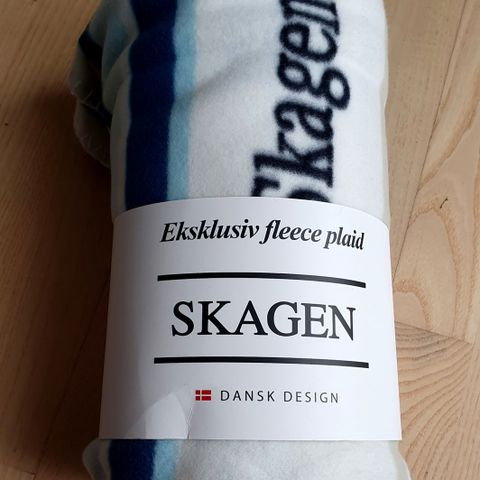 Skagen
Eksklusiv fleece plaid
SKAGEN
DANSK DESIGN